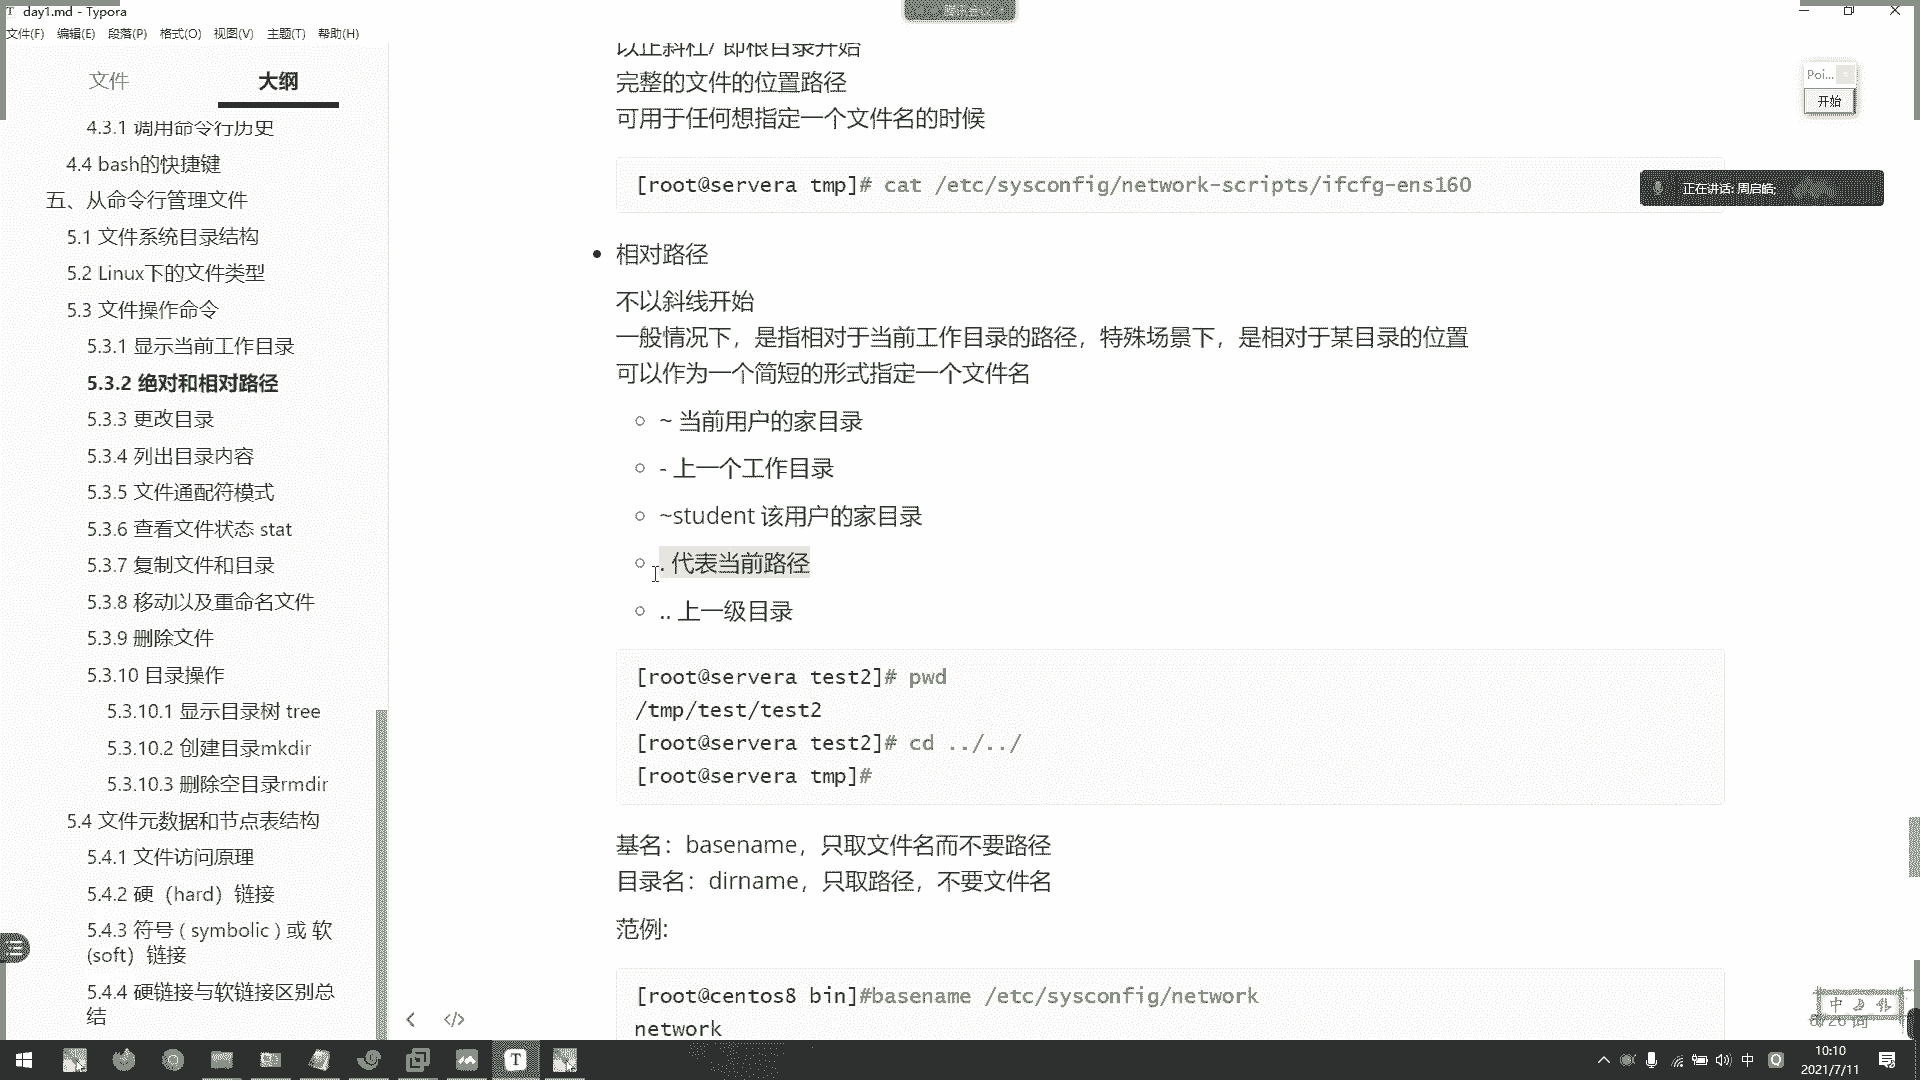 day1.md - Typora
文件(F) 编辑(E) 段落(P) 格式(O) 视图(V) 主题(T) 帮助(H)
文件 大纲
4.3.1 调用命令行历史
4.4 bash的快捷键
五、从命令行管理文件
5.1 文件系统目录结构
5.2 Linux下的文件类型
5.3 文件操作命令
5.3.1 显示当前工作目录
5.3.2 绝对和相对路径
5.3.3 更改目录
5.3.4 列出目录内容
5.3.5 文件通配符模式
5.3.6 查看文件状态 stat
5.3.7 复制文件和目录
5.3.8 移动以及重命名文件
5.3.9 删除文件
5.3.10 目录操作
5.3.10.1 显示目录树 tree
5.3.10.2 创建目录mkdir
5.3.10.3 删除空目录rmdir
5.4 文件元数据和节点表结构
5.4.1 文件访问原理
5.4.2 硬（hard）链接
5.4.3 符号 ( symbolic ) 或 软
(soft）链接
5.4.4 硬链接与软链接区别总
结
以正斜杠/ 即根目录开始
完整的文件的位置路径
可用于任何想指定一个文件名的时候
[root@servera tmp]# cat /etc/sysconfig/network-scripts/ifcfg-ens160
相对路径
不以斜线开始
一般情况下，是指相对于当前工作目录的路径，特殊场景下，是相对于某目录的位置
可以作为一个简短的形式指定一个文件名
~ 当前用户的家目录
- 上一个工作目录
~student 该用户的家目录
. 代表当前路径
.. 上一级目录
[root@servera test2]# pwd
/tmp/test/test2
[root@servera test2]# cd ../../
[root@servera tmp]#
基名：basename，只取文件名而不要路径
目录名：dirname，只取路径，不要文件名
范例:
[root@centos8 bin]#basename /etc/sysconfig/network
network
Poi...
开始
正在讲话: 周启皓;
中
10:10
2021/7/11